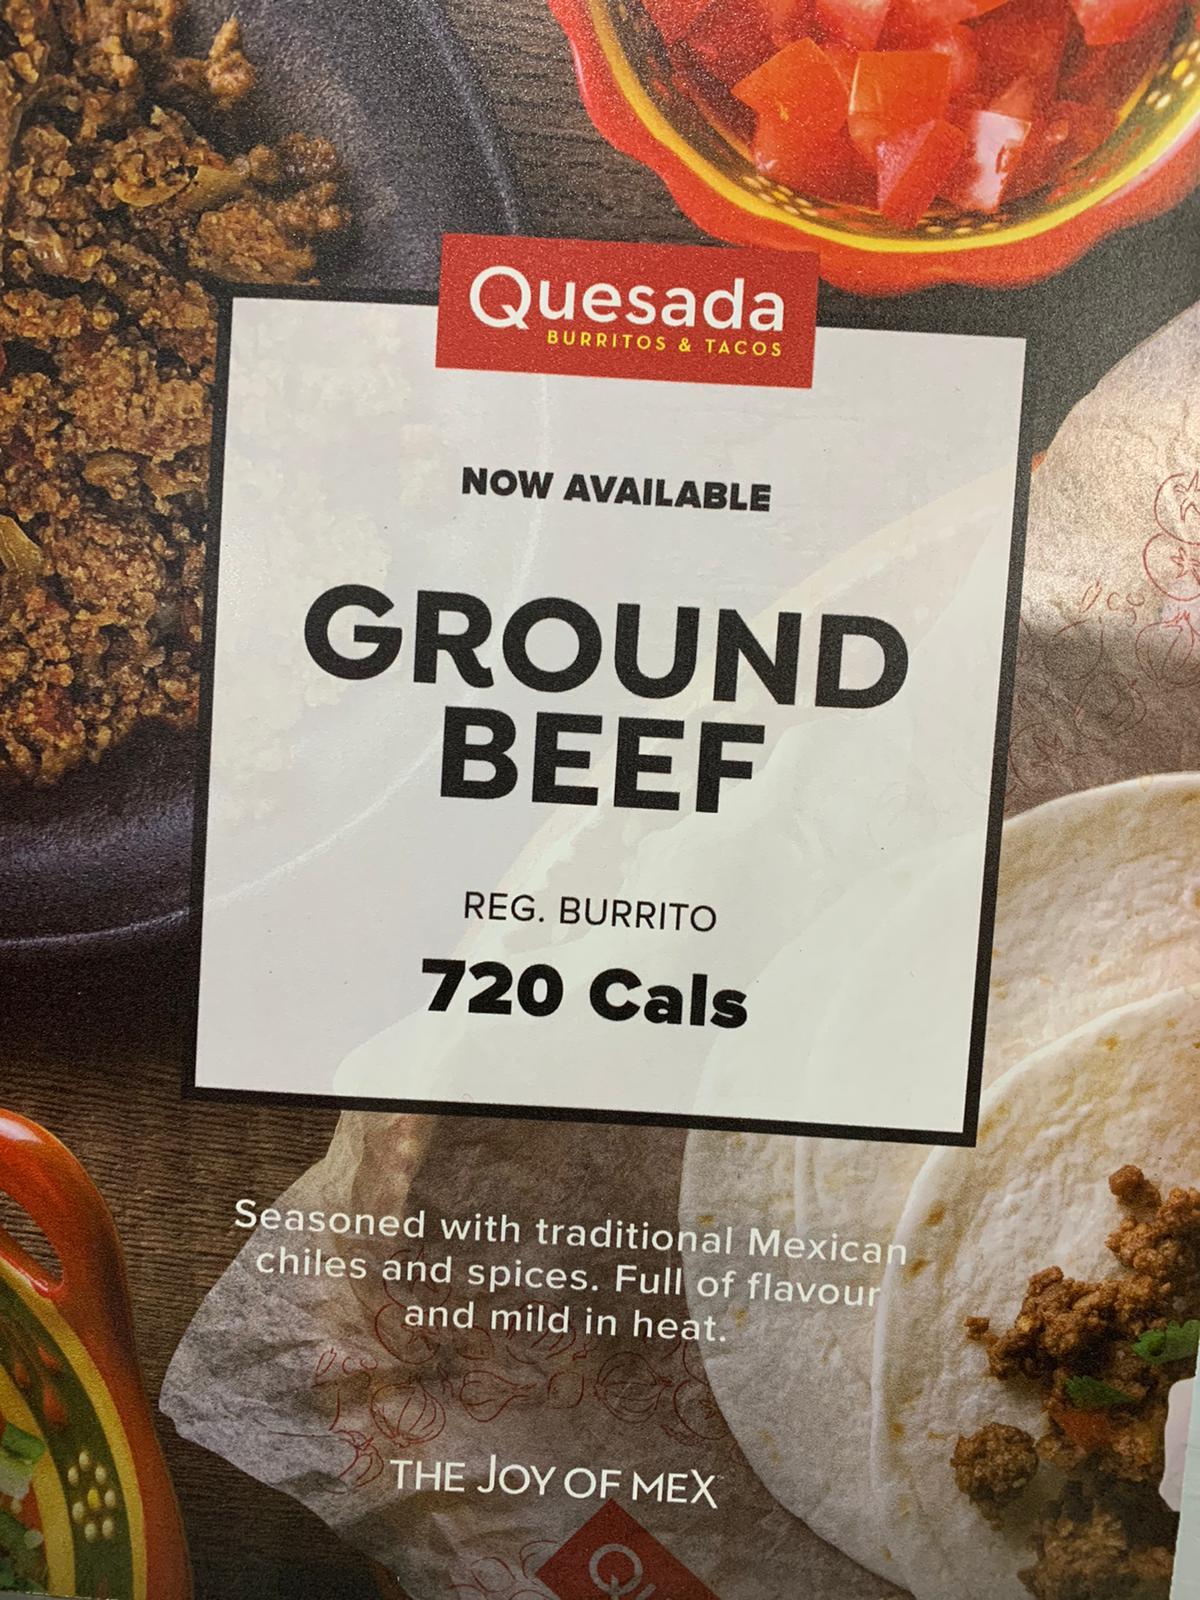 Quesada
BURRITOS & TACOS
NOW AVAILABLE
GROUND
BEEF
REG. BURRITO
720 Cals
Seasoned with traditional Mexican
chiles and spices. Full of flavour
and mild in heat.
THE JOY OF MEX